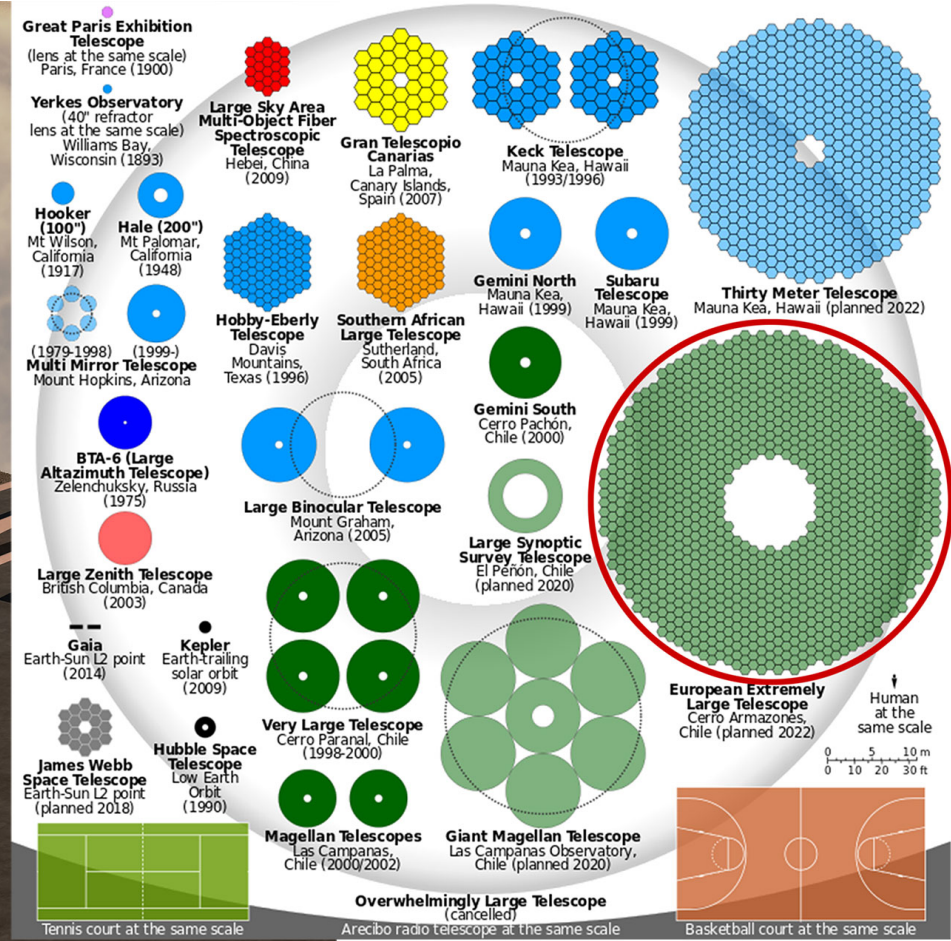 Great Paris Exhibition
Telescope
(lens at the same scale)
Paris, France (1900)
Yerkes Observatory
(40" refractor
lens at the same scale)
Williams Bay,
Wisconsin (1893)
Hooker
(100")
Mt Wilson,
California
(1917)
Hale (200")
Mt Palomar,
California
(1948)
(1979-1998)
(1999-)
Multi Mirror Telescope
Mount Hopkins, Arizona
BTA-6 (Large
Altazimuth Telescope)
Zelenchuksky, Russia
(1975)
Large Zenith Telescope
British Columbia, Canada
(2003)
Gaia
Earth-Sun L2 point
(2014)
Kepler
Earth-trailing
solar orbit
(2009)
James Webb
Space Telescope
Earth-Sun L2 point
(planned 2018)
Hubble Space
Telescope
Low Earth
Orbit
(1990)
Large Sky Area
Multi-Object Fiber
Spectroscopic
Telescope
Hebei, China
(2009)
Gran Telescopio
Canarias
La Palma,
Canary Islands,
Spain (2007)
Keck Telescope
Mauna Kea, Hawaii
(1993/1996)
Hobby-Eberly
Telescope
Davis
Mountains,
Texas (1996)
Southern African
Large Telescope
Sutherland,
South Africa
(2005)
Gemini North
Mauna Kea,
Hawaii (1999)
Subaru
Telescope
Mauna Kea,
Hawaii (1999)
Thirty Meter Telescope
Mauna Kea, Hawaii (planned 2022)
Gemini South
Cerro Pachón,
Chile (2000)
Large Binocular Telescope
Mount Graham,
Arizona (2005)
Large Synoptic
Survey Telescope
El Peñón, Chile
(planned 2020)
Very Large Telescope
Cerro Paranal, Chile
(1998-2000)
Magellan Telescopes
Las Campanas,
Chile (2000/2002)
Giant Magellan Telescope
Las Campanas Observatory,
Chile (planned 2020)
European Extremely
Large Telescope
Cerro Armazones,
Chile (planned 2022)
Human
at the
same scale
0 5 10 m
0 10 20 30 ft
Overwhelmingly Large Telescope
(cancelled)
Tennis court at the same scale
Arecibo radio telescope at the same scale
Basketball court at the same scale